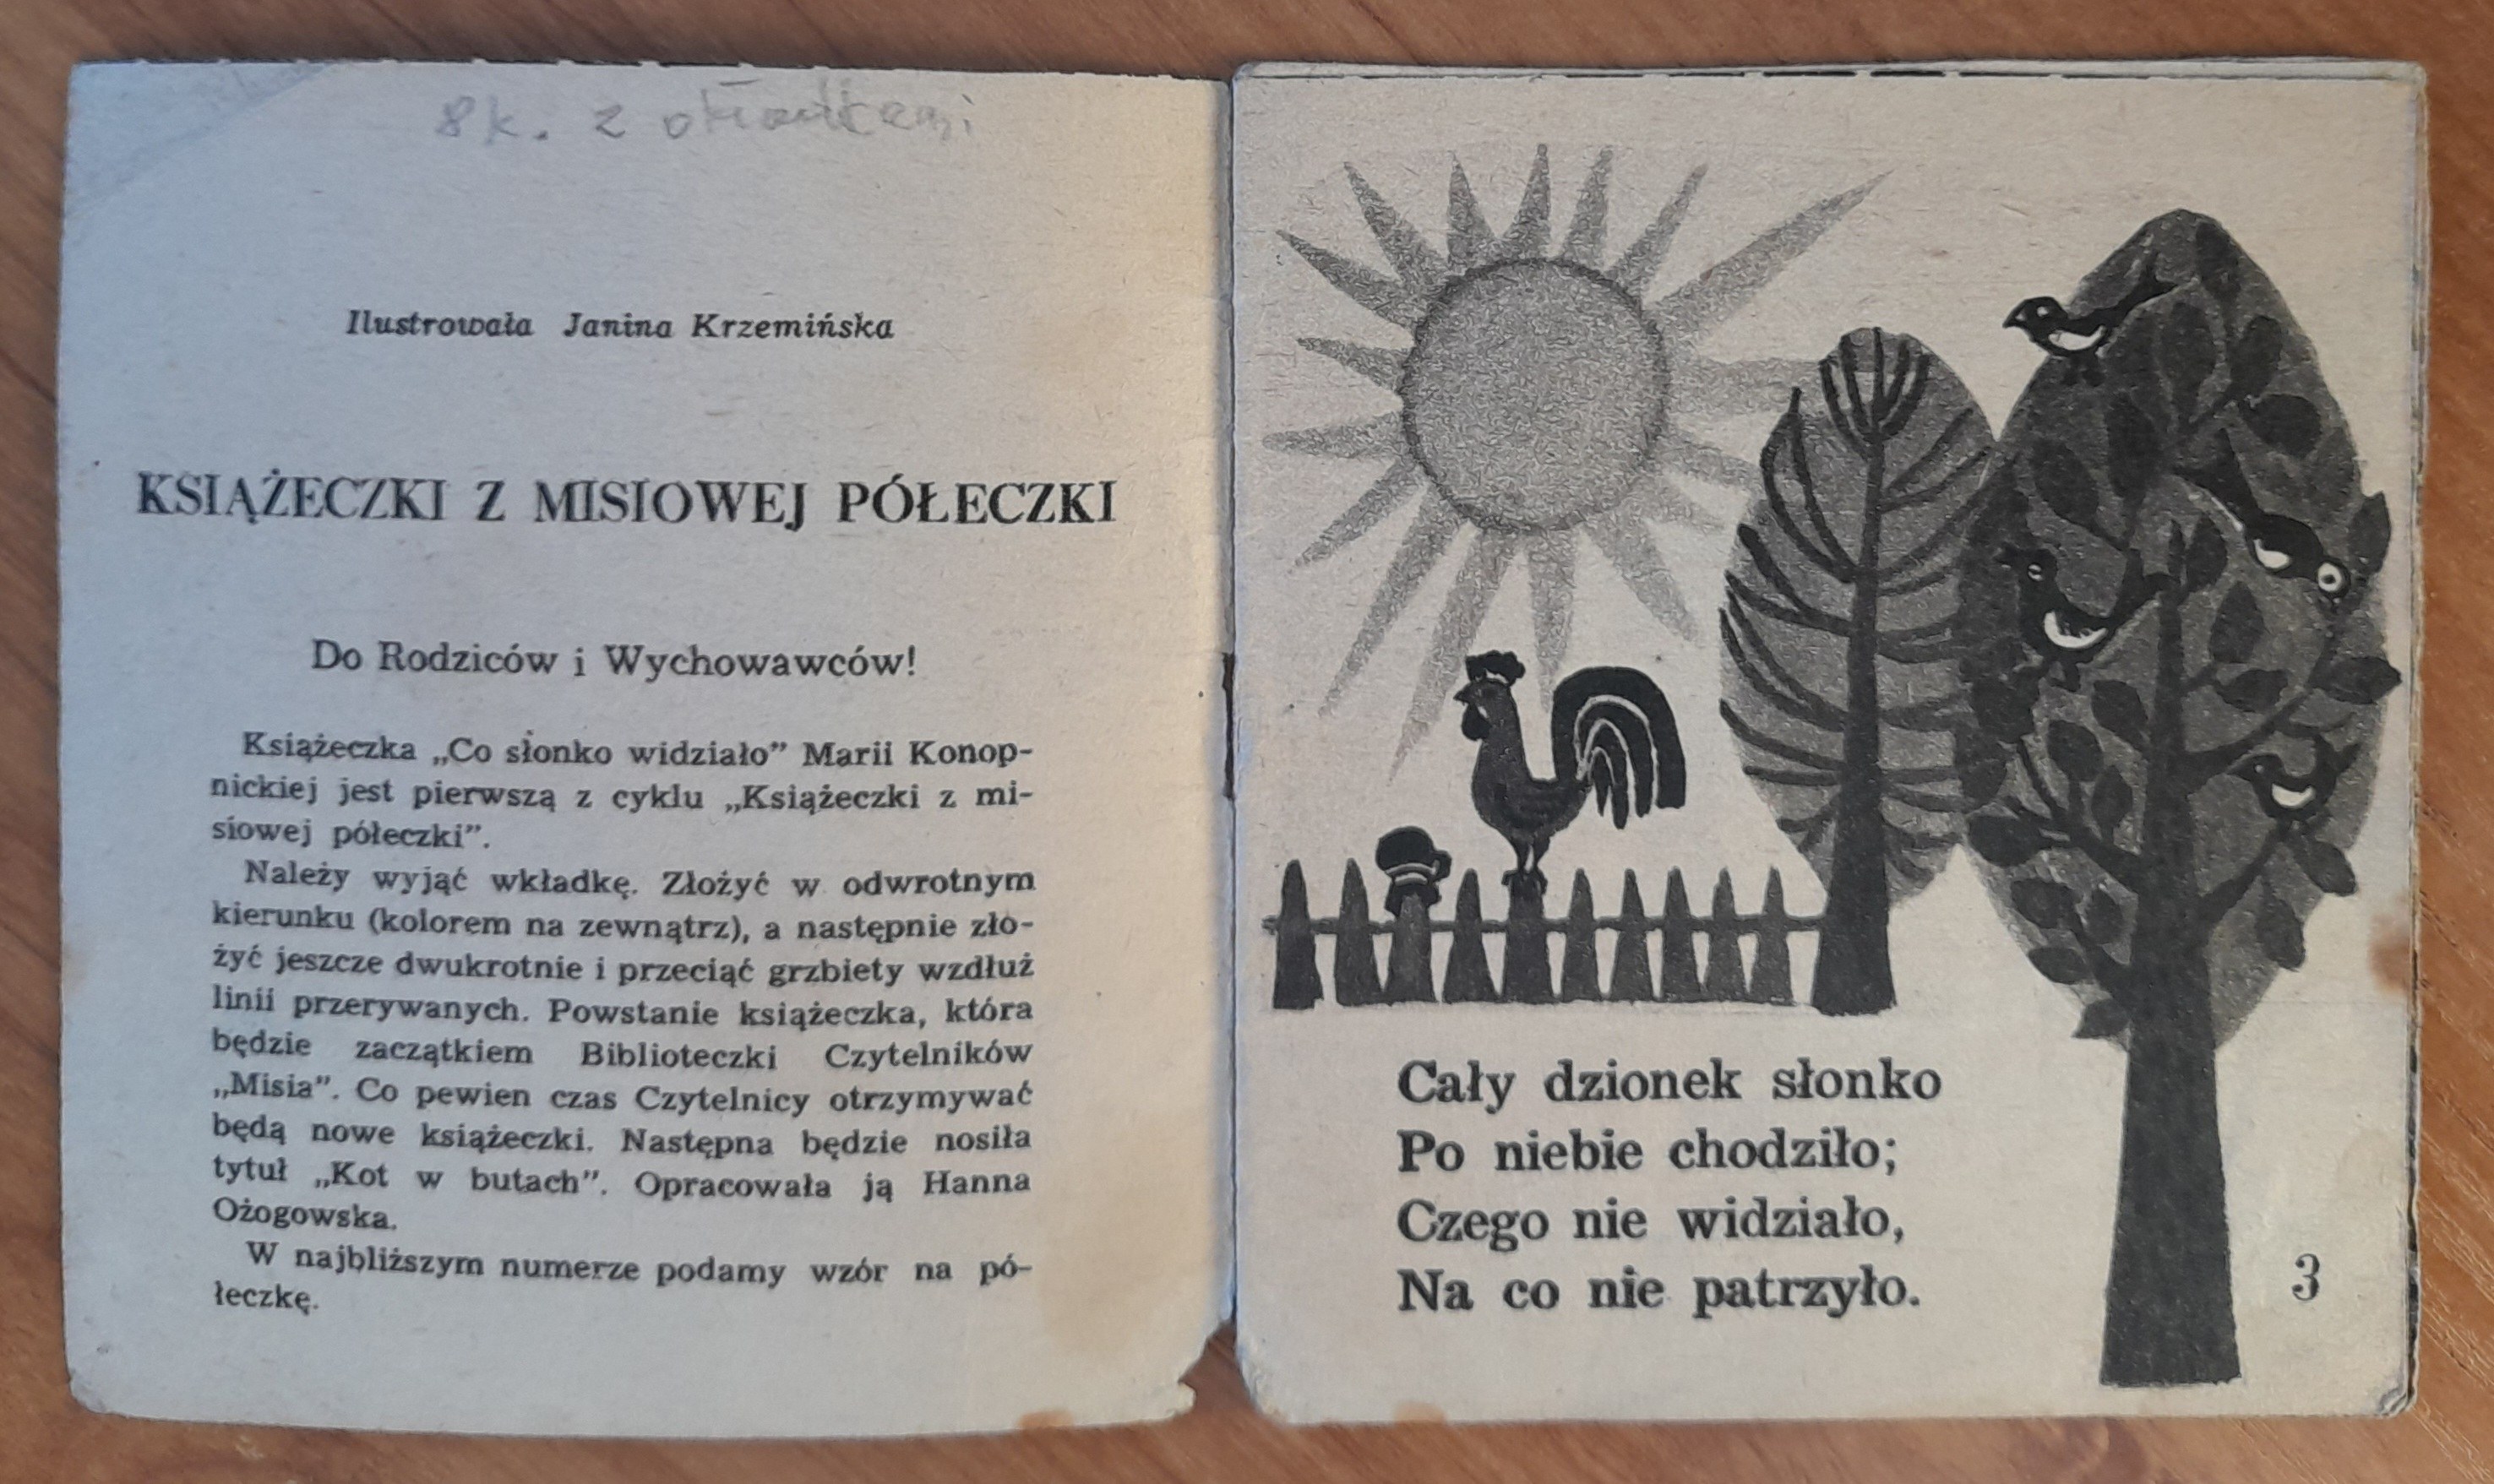 8k. z okładkami
Ilustrowała Janina Krzemińska
KSIĄŻECZKI Z MISIOWEJ PÓŁECZKI
Do Rodziców i Wychowawców!
Książeczka „Co słonko widziało” Marii Konop-
nickiej jest pierwszą z cyklu „Książeczki z mi-
siowej półeczki”.
Należy wyjąć wkładkę. Złożyć w odwrotnym
kierunku (kolorem na zewnątrz), a następnie zło-
żyć jeszcze dwukrotnie i przeciąć grzbiety wzdłuż
linii przerywanych. Powstanie książeczka, która
będzie zaczątkiem Biblioteczki Czytelników
„Misia”. Co pewien czas Czytelnicy otrzymywać
będą nowe książeczki. Następna będzie nosiła
tytuł „Kot w butach”. Opracowała ją Hanna
Ożogowska.
W najbliższym numerze podamy wzór na pó-
łeczkę.
Cały dzionek słonko
Po niebie chodziło;
Czego nie widziało,
Na co nie patrzyło.
3